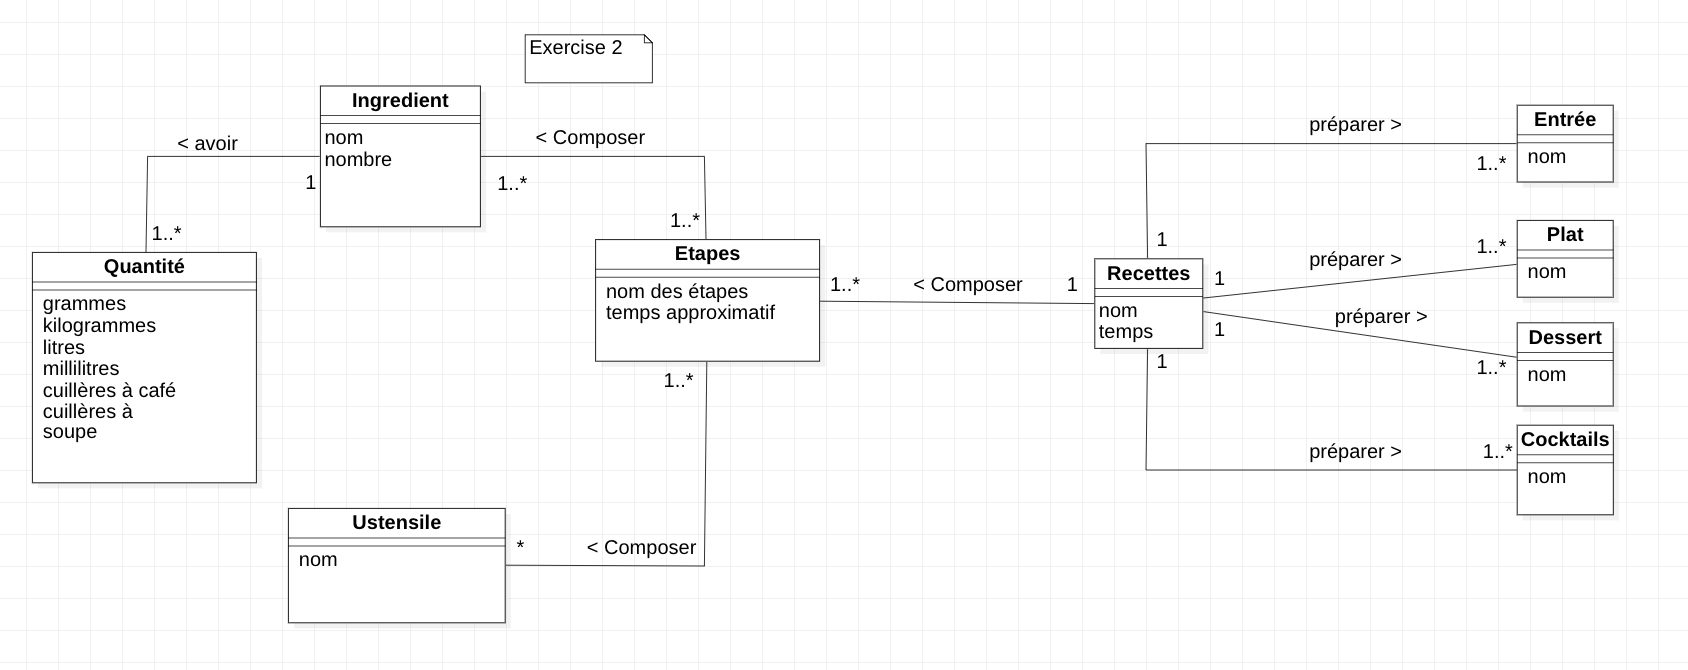 Exercise 2
Ingredient
nom
nombre
< avoir
1
1..*
< Composer
1..*
1..*
Quantité
grammes
kilogrammes
litres
millilitres
cuillères à café
cuillères à
soupe
Etapes
nom des étapes
temps approximatif
1..*
< Composer
1
1..*
Ustensile
nom
*
< Composer
Recettes
nom
temps
préparer >
1..*
1
Entrée
nom
préparer >
1..*
1
Plat
nom
préparer >
1
1..*
Dessert
nom
1
préparer >
1..*
Cocktails
nom